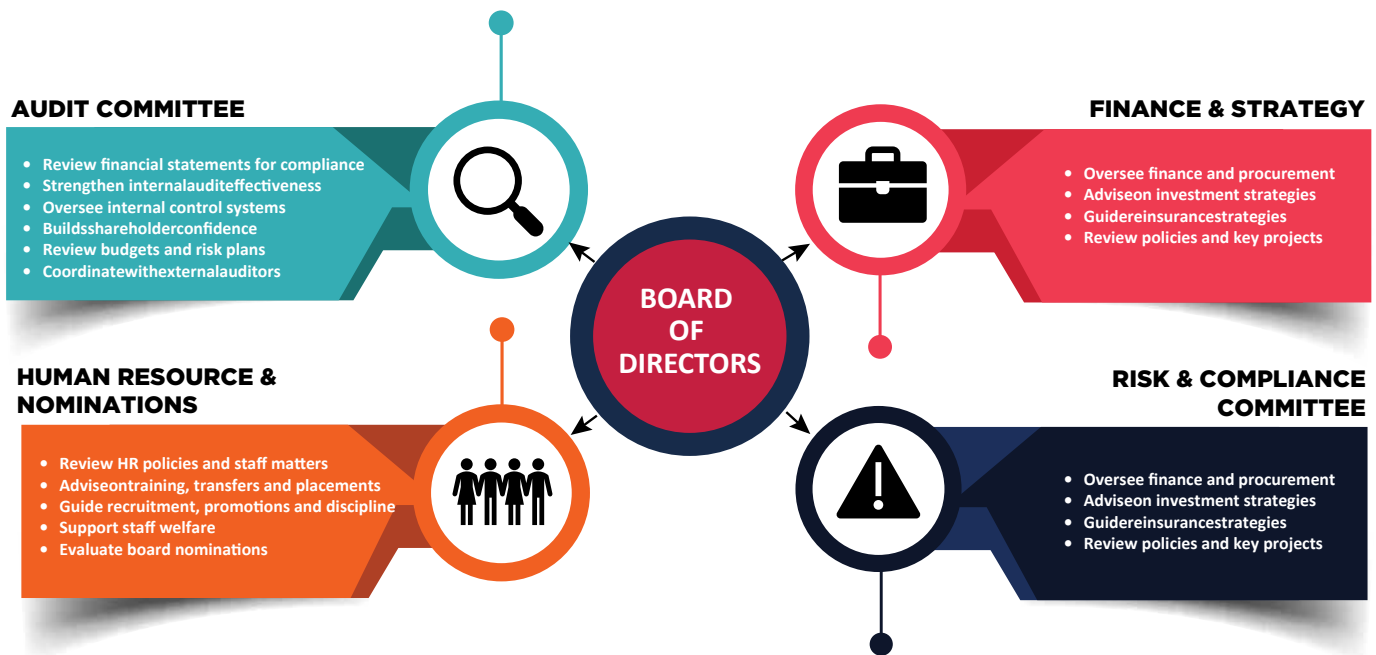 AUDIT COMMITTEE
• Review financial statements for compliance
• Strengthen internalauditeffectiveness
• Oversee internal control systems
• Buildsshareholderconfidence
• Review budgets and risk plans
• Coordinatewithexternalauditors
FINANCE & STRATEGY
• Oversee finance and procurement
• Adviseon investment strategies
• Guidereinsurancestrategies
• Review policies and key projects
BOARD
OF
DIRECTORS
HUMAN RESOURCE &
NOMINATIONS
• Review HR policies and staff matters
• Adviseontraining, transfers and placements
• Guide recruitment, promotions and discipline
• Support staff welfare
• Evaluate board nominations
RISK & COMPLIANCE
COMMITTEE
• Oversee finance and procurement
• Adviseon investment strategies
• Guidereinsurancestrategies
• Review policies and key projects